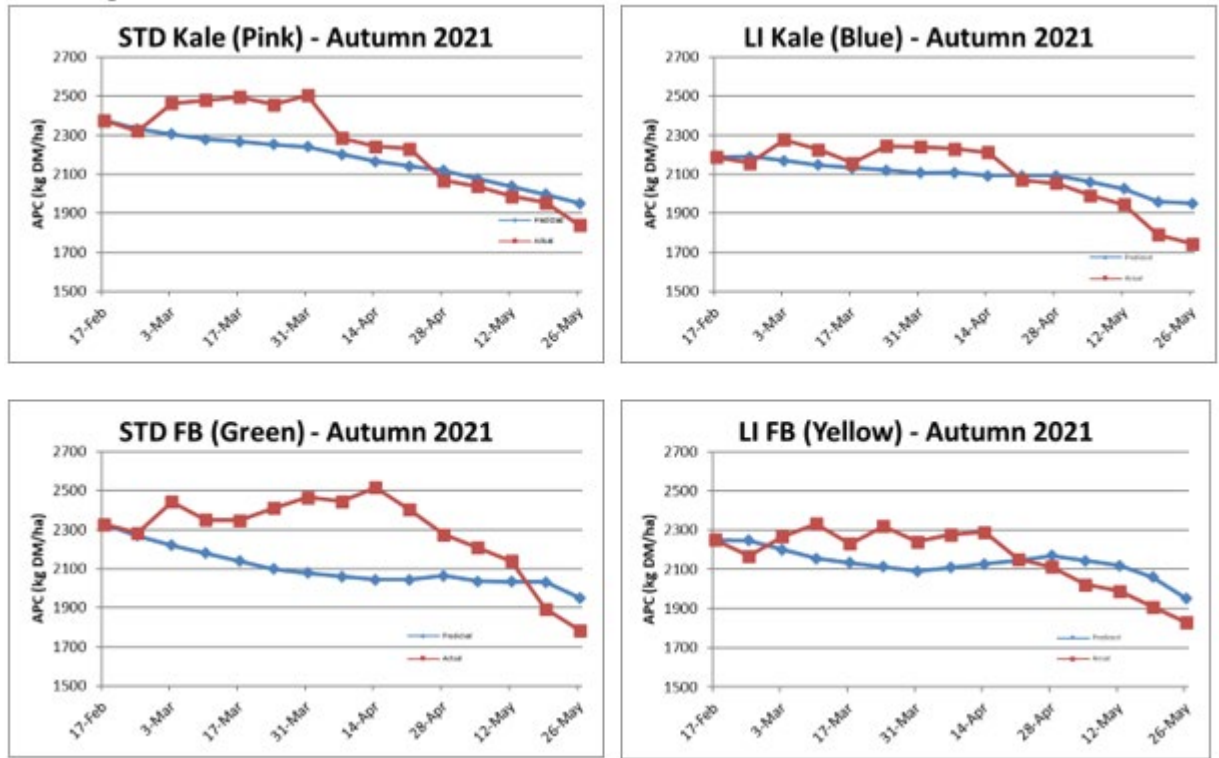 STD Kale (Pink) - Autumn 2021
APC (kg DM/ha)
2700
2500
2300
2100
1900
1700
1500
17-Feb
3-Mar
17-Mar
31-Mar
14-Apr
28-Apr
12-May
26-May
LI Kale (Blue) - Autumn 2021
APC (kg DM/ha)
2700
2500
2300
2100
1900
1700
1500
17-Feb
3-Mar
17-Mar
31-Mar
14-Apr
28-Apr
12-May
26-May
STD FB (Green) - Autumn 2021
APC (kg DM/ha)
2700
2500
2300
2100
1900
1700
1500
17-Feb
3-Mar
17-Mar
31-Mar
14-Apr
28-Apr
12-May
26-May
LI FB (Yellow) - Autumn 2021
APC (kg DM/ha)
2700
2500
2300
2100
1900
1700
1500
17-Feb
3-Mar
17-Mar
31-Mar
14-Apr
28-Apr
12-May
26-May